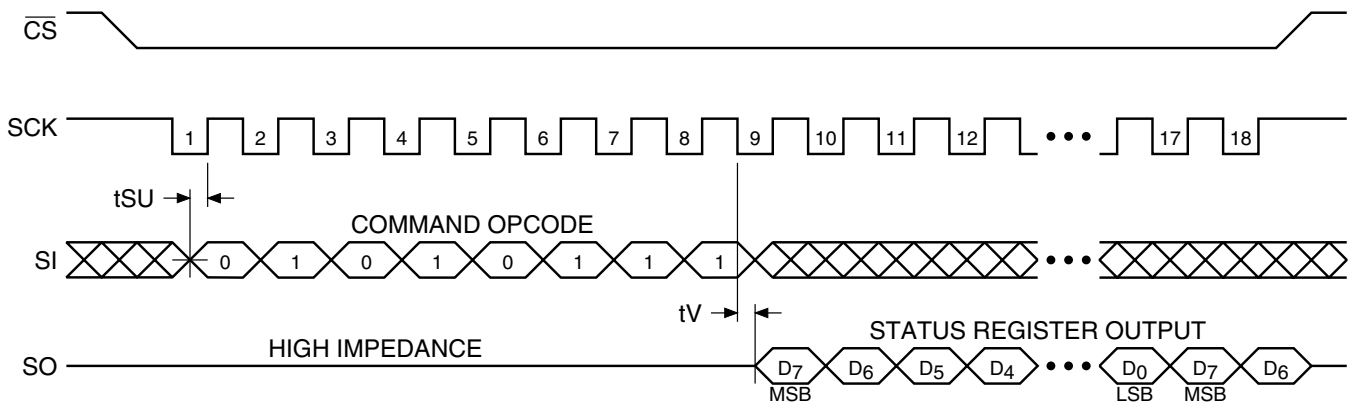 CS
SCK 1 2 3 4 5 6 7 8 9 10 11 12 17 18
tSU
COMMAND OPCODE
SI 0 1 0 1 0 1 1 1
tV
HIGH IMPEDANCE
STATUS REGISTER OUTPUT
SO D7 D6 D5 D4 D0 D7 D6
MSB LSB MSB